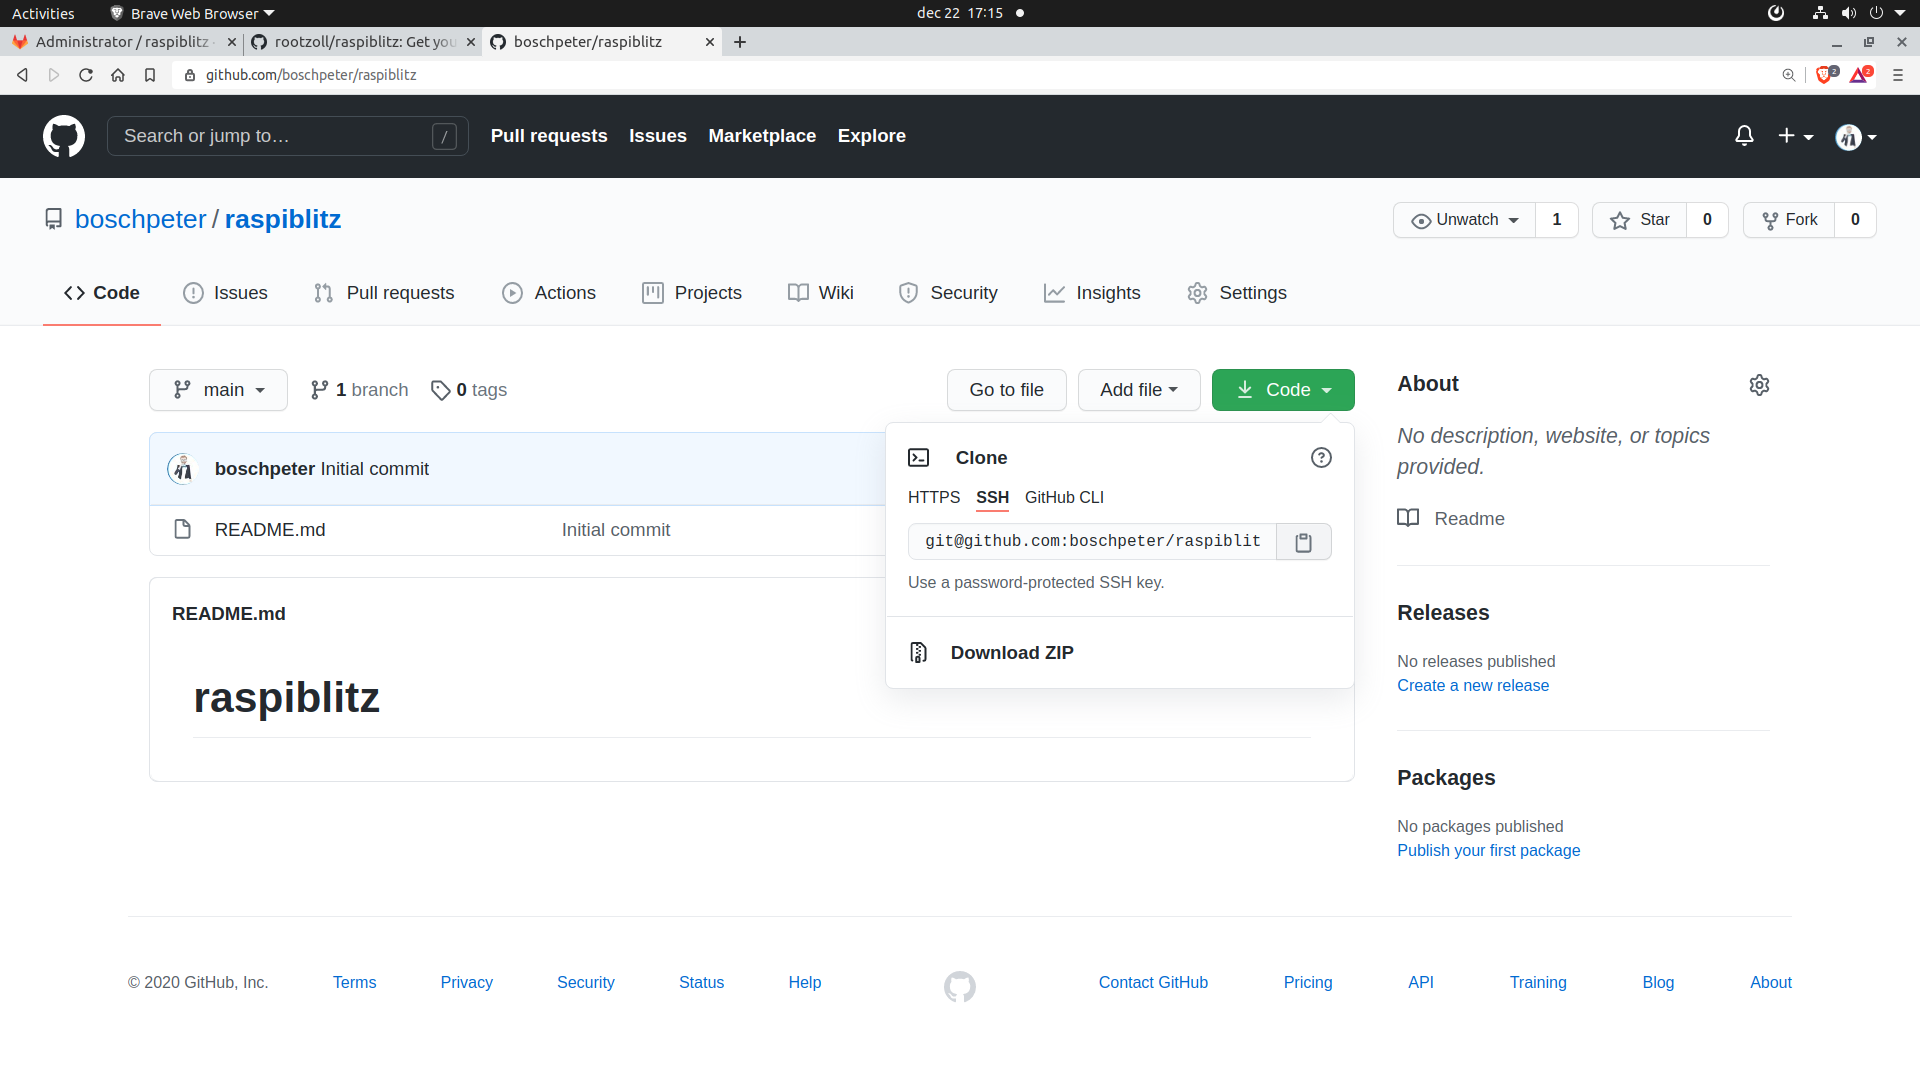 Activities Brave Web Browser dec 22 17:15
Administrator / raspiblitz rootzoll/raspiblitz: Get you boschpeter/raspiblitz
github.com/boschpeter/raspiblitz 2 2
Search or jump to… / Pull requests Issues Marketplace Explore
boschpeter / raspiblitz Unwatch 1 Star 0 Fork 0
Code Issues Pull requests Actions Projects Wiki Security Insights Settings
main 1 branch 0 tags Go to file Add file Code
boschpeter Initial commit
README.md Initial commit
README.md
raspiblitz
Clone
HTTPS SSH GitHub CLI
git@github.com:boschpeter/raspiblit
Use a password-protected SSH key.
Download ZIP
About
No description, website, or topics
provided.
Readme
Releases
No releases published
Create a new release
Packages
No packages published
Publish your first package
© 2020 GitHub, Inc. Terms Privacy Security Status Help Contact GitHub Pricing API Training Blog About